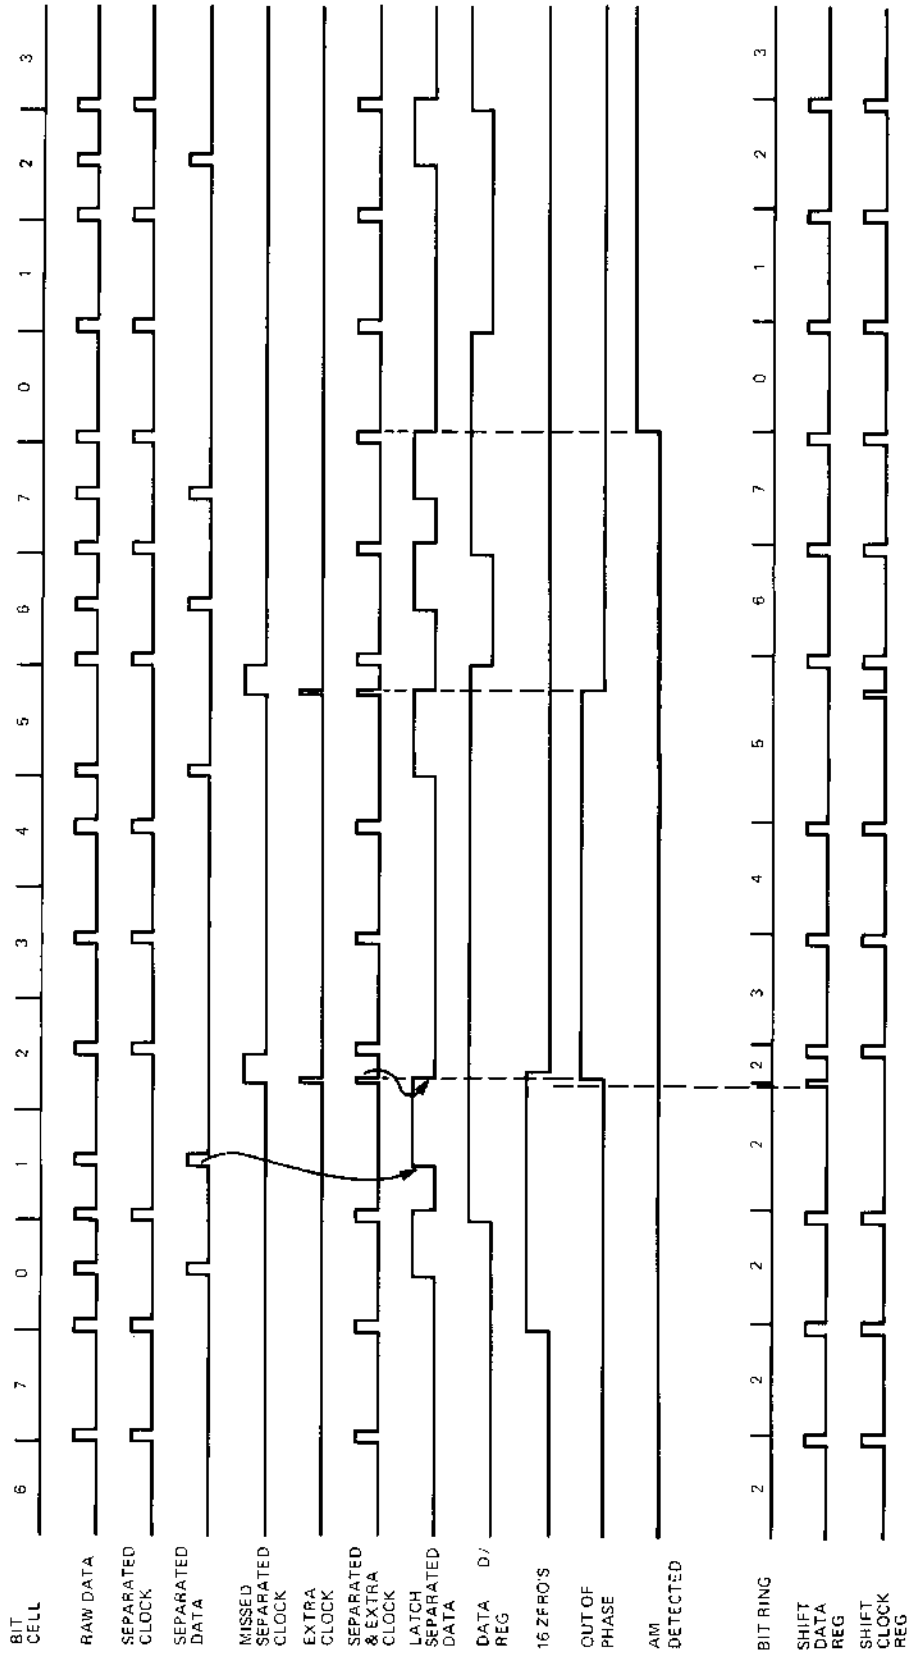 BIT
CELL
6 7 0 1 2 3 4 5 6 7 0 1 2 3
RAW DATA
SEPARATED
CLOCK
SEPARATED
DATA
MISSED
SEPARATED
CLOCK
EXTRA
CLOCK
SEPARATED
& EXTRA
CLOCK
LATCH
SEPARATED
DATA
DATA D7
REG
16 ZERO'S
OUT OF
PHASE
AM
DETECTED
BIT RING
2 2 2 2 2 3 4 5 6 7 0 1 2 3
SHIFT
DATA
REG
SHIFT
CLOCK
REG